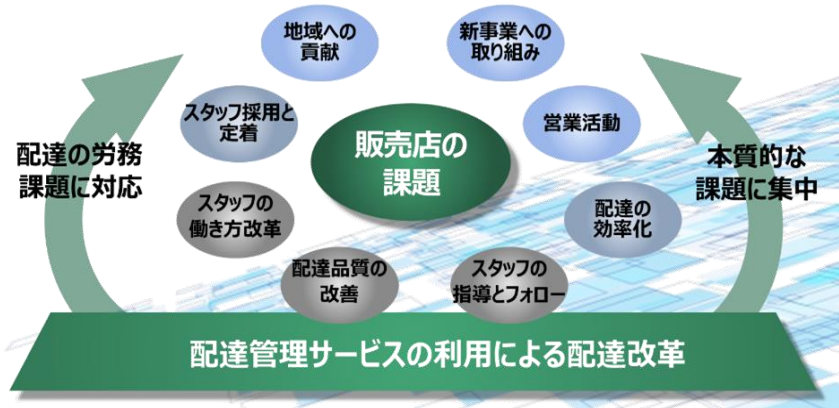 地域への
貢献
新事業への
取り組み
スタッフ採用と
定着
営業活動
販売店の
課題
配達の労務
課題に対応
本質的な
課題に集中
スタッフの
働き方改革
配達の
効率化
配達品質の
改善
スタッフの
指導とフォロー
配達管理サービスの利用による配達改革